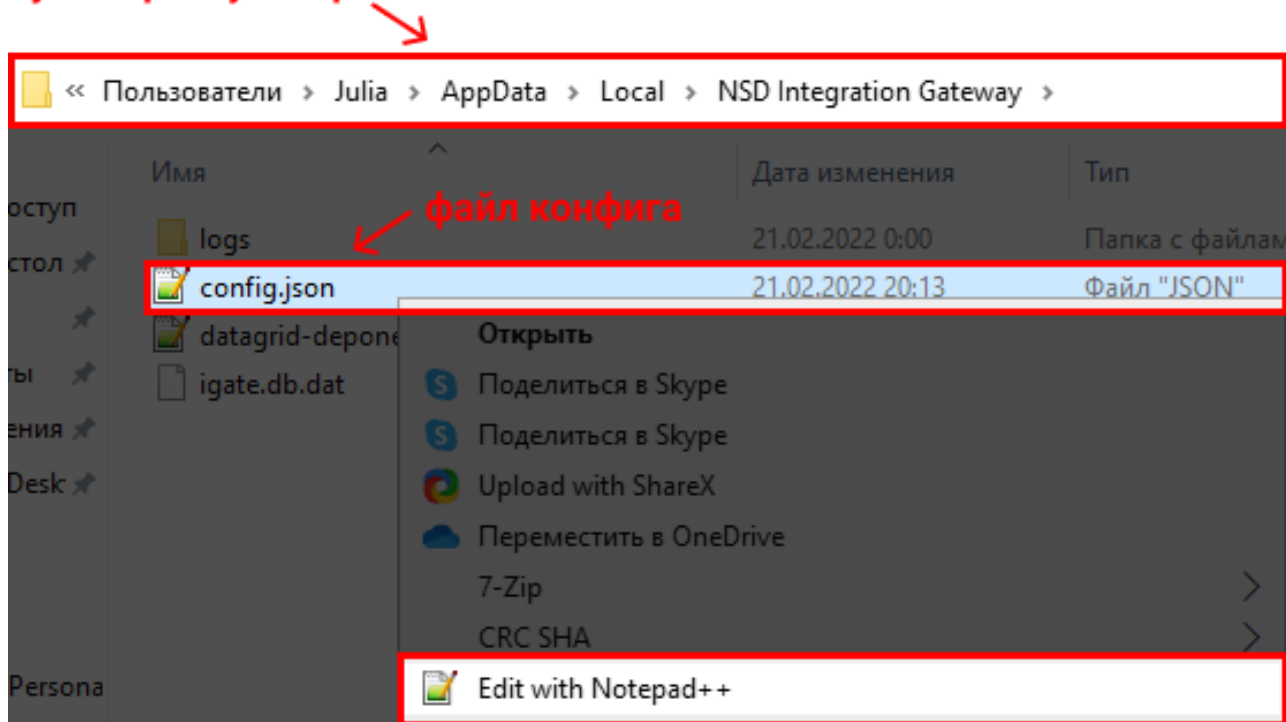 « Пользователи > Julia > AppData > Local > NSD Integration Gateway >
Имя Дата изменения Тип
оступ
файл конфига
logs 21.02.2022 0:00 Папка с файлам
стол
config.json 21.02.2022 20:13 Файл "JSON"
datagrid-depone
Открыть
ты
igate.db.dat
Поделиться в Skype
ения
Поделиться в Skype
Desk
Upload with ShareX
Переместить в OneDrive
7-Zip
CRC SHA
Persona
Edit with Notepad++